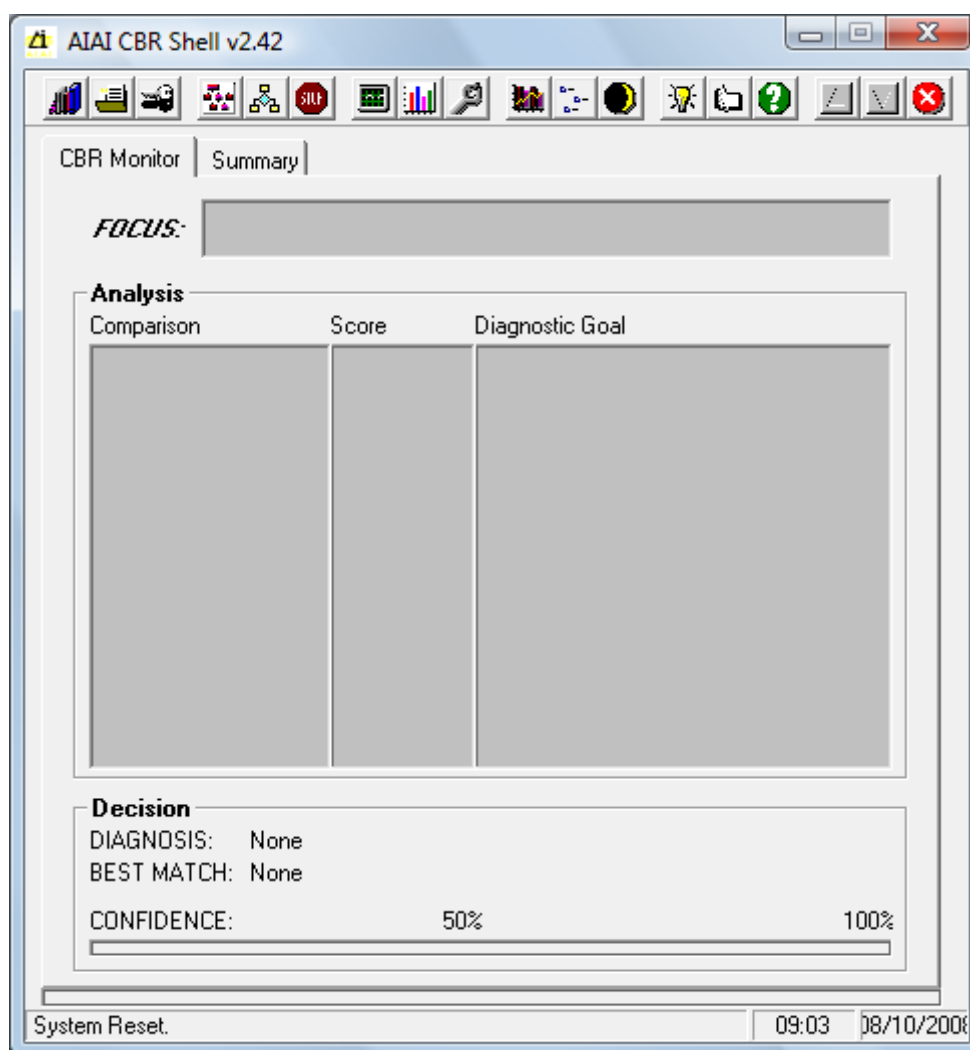 AIAI CBR Shell v2.42
STOP
CBR Monitor Summary
FOCUS:
Analysis
Comparison Score Diagnostic Goal
Decision
DIAGNOSIS: None
BEST MATCH: None
CONFIDENCE: 50% 100%
System Reset. 09:03